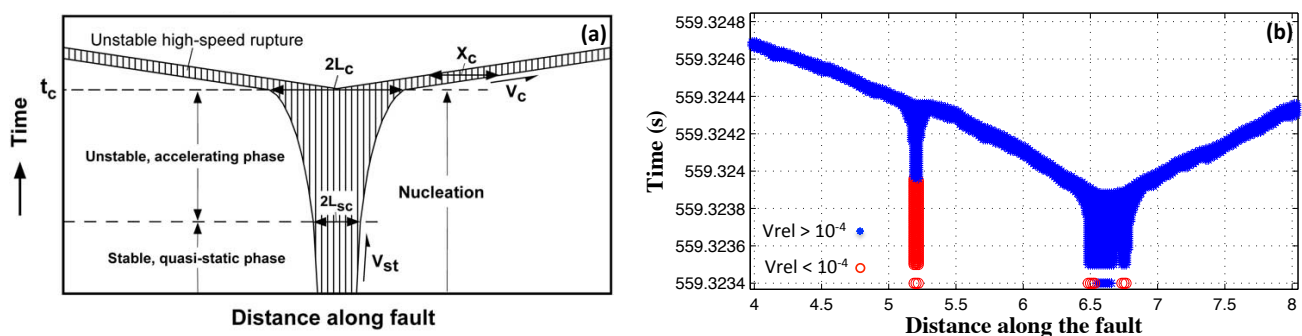 (a)
Unstable high-speed rupture
Xc
2Lc
tc
Vc
Time
Unstable, accelerating phase
Nucleation
2Lsc
Stable, quasi-static phase
Vst
Distance along fault
(b)
559.3248
559.3246
559.3244
559.3242
559.324
559.3238
559.3236
559.3234
Time (s)
Vrel > 10-4
Vrel < 10-4
4 4.5 5 5.5 6 6.5 7 7.5 8
Distance along the fault